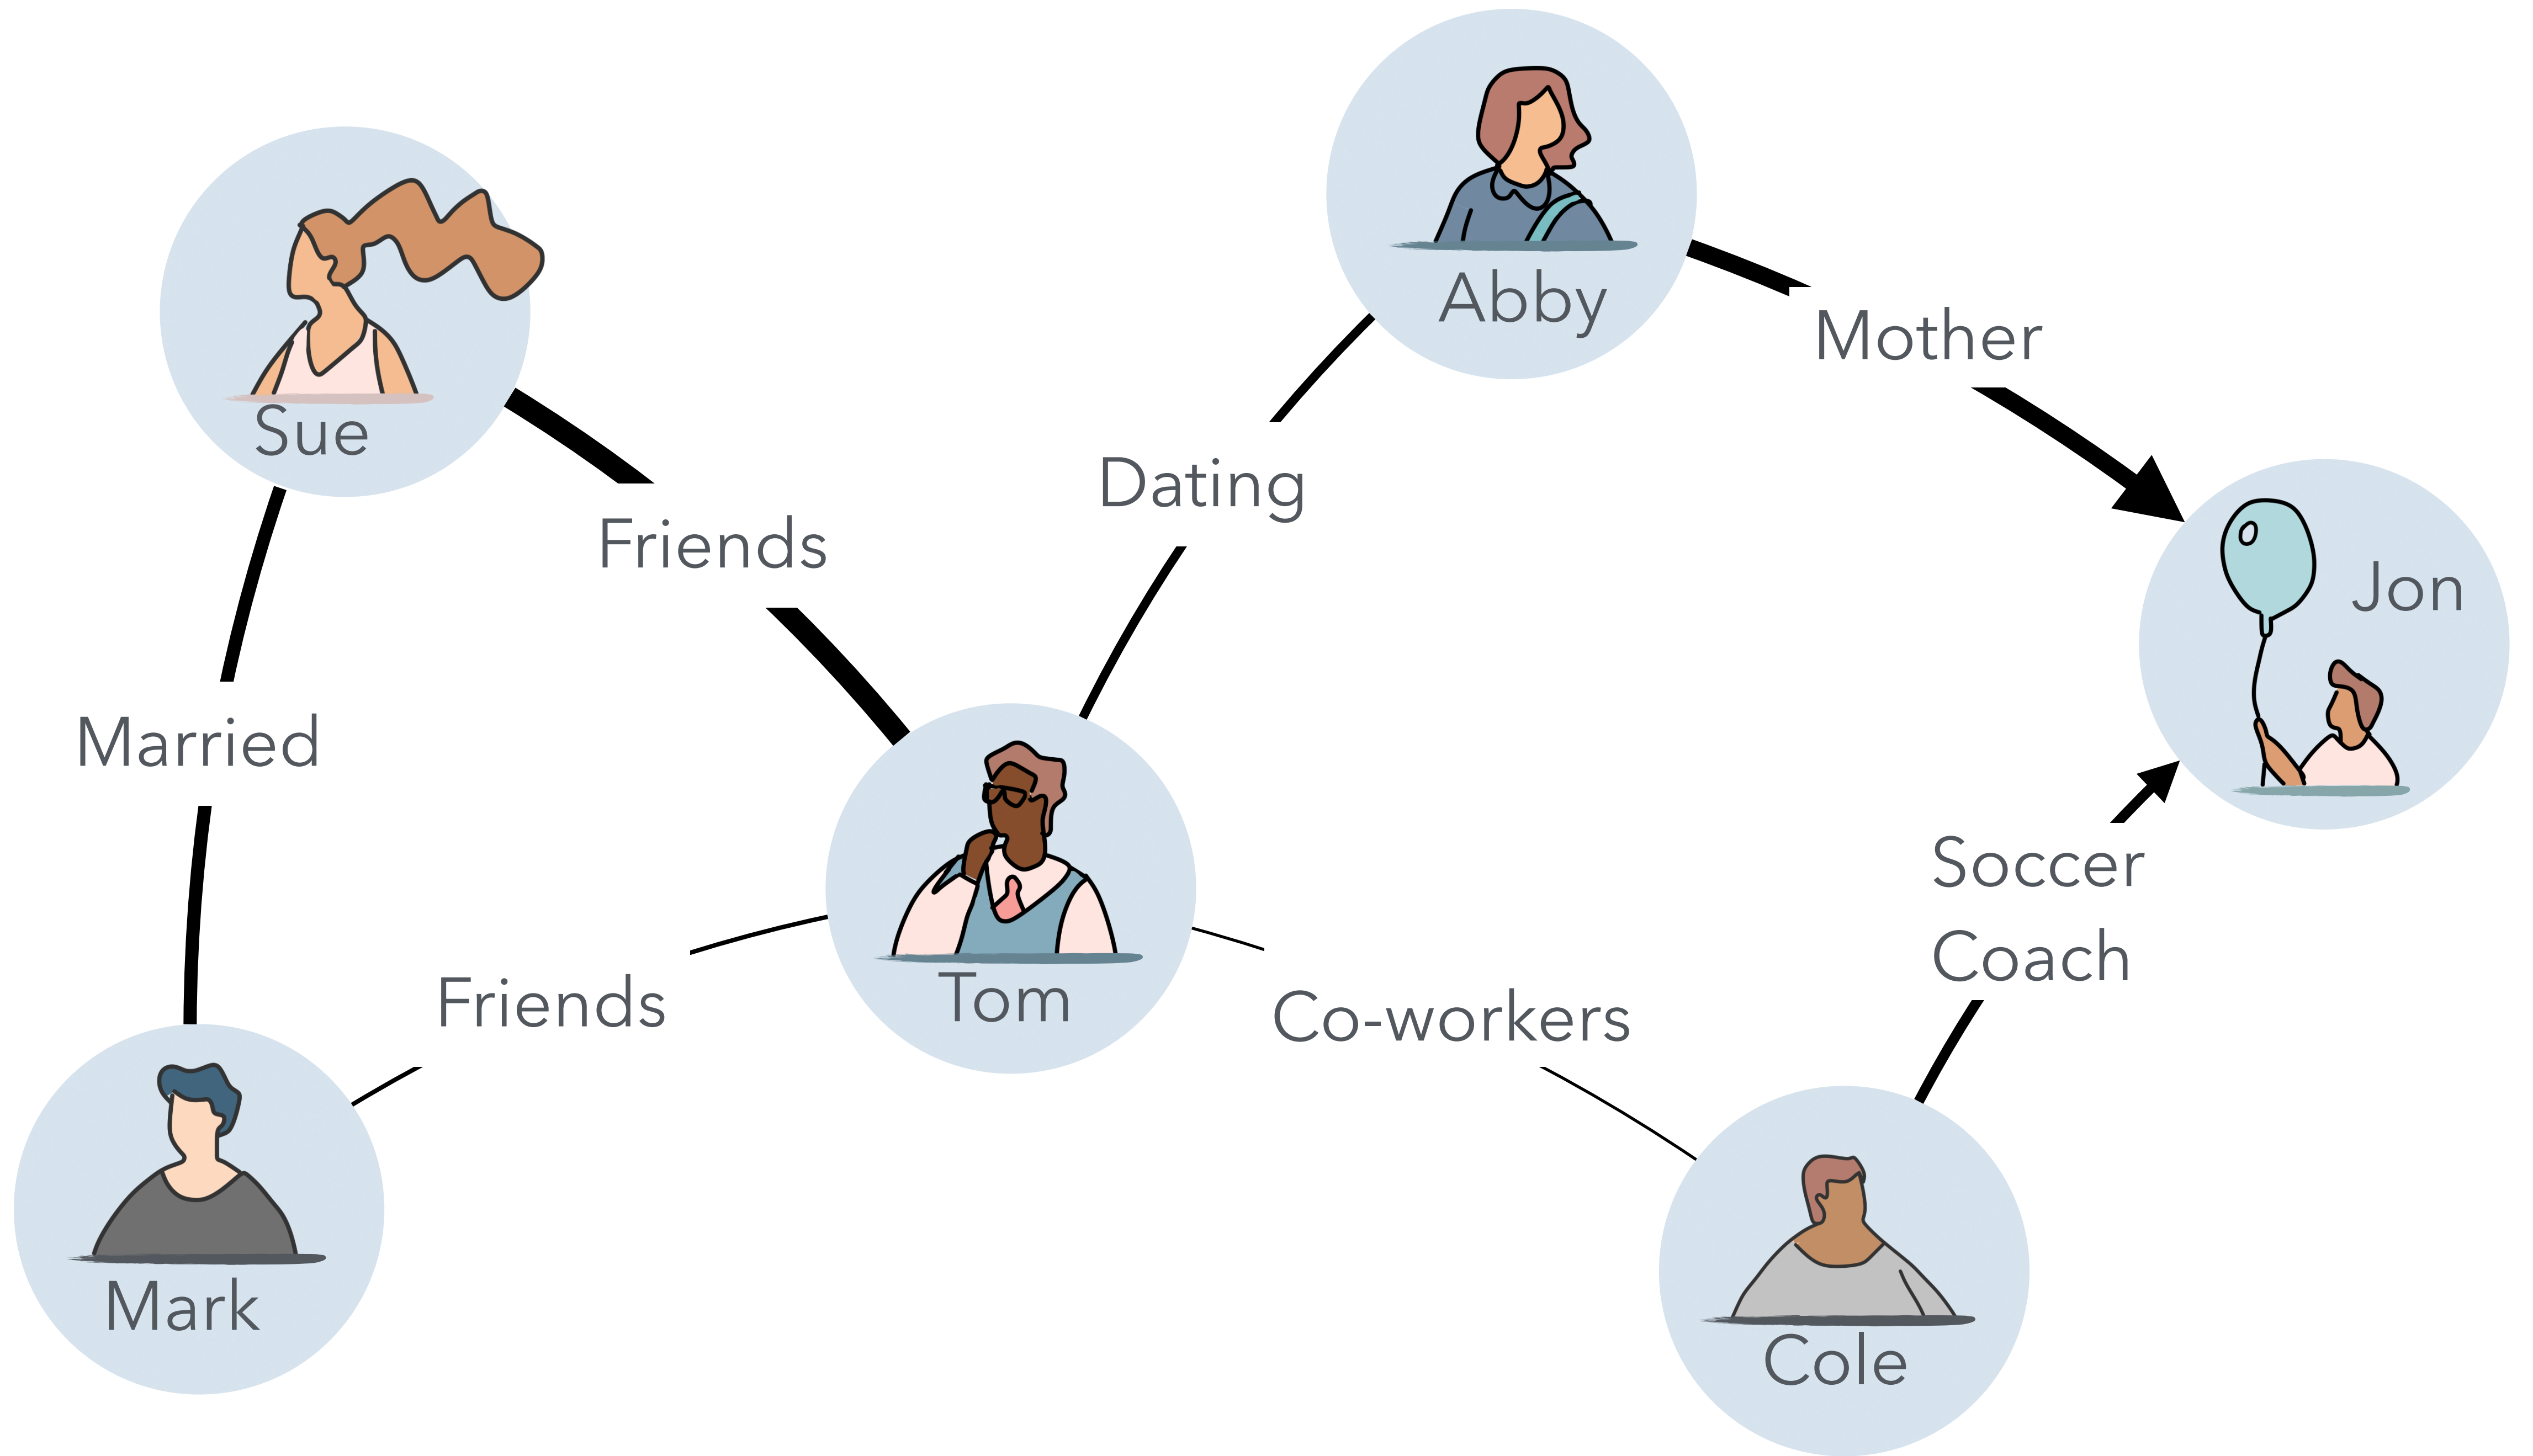 Abby
Mother
Sue
Dating
Friends
Jon
Married
Soccer
Coach
Friends
Tom
Co-workers
Mark
Cole